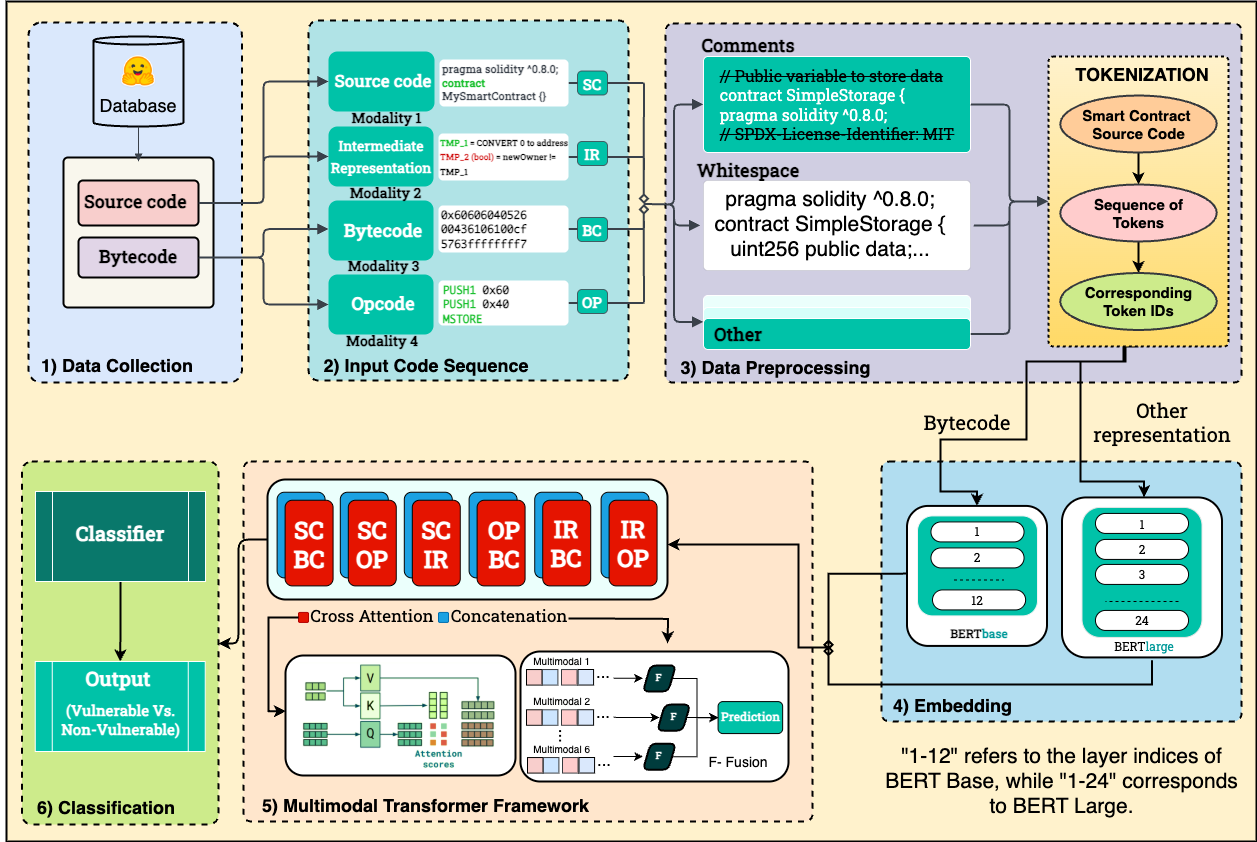 Database
Source code
Bytecode
1) Data Collection
Source code
pragma solidity ^0.8.0;
contract
MySmartContract {}
SC
Modality 1
Intermediate
Representation
TMP_1 = CONVERT 0 to address
TMP_2 (bool) = newOwner !=
TMP_1
IR
Modality 2
Bytecode
0x60606040526
00436106100cf
5763ffffffff7
BC
Modality 3
Opcode
PUSH1 0x60
PUSH1 0x40
MSTORE
OP
Modality 4
2) Input Code Sequence
Comments
// Public variable to store data
contract SimpleStorage {
pragma solidity ^0.8.0;
// SPDX-License-Identifier: MIT
Whitespace
pragma solidity ^0.8.0;
contract SimpleStorage {
uint256 public data;...
Other
3) Data Preprocessing
TOKENIZATION
Smart Contract
Source Code
Sequence of
Tokens
Corresponding
Token IDs
Bytecode
Other
representation
1
2
12
BERTbase
1
2
3
24
BERTlarge
4) Embedding
"1-12" refers to the layer indices of
BERT Base, while "1-24" corresponds
to BERT Large.
SC
BC
SC
OP
SC
IR
OP
BC
IR
BC
IR
OP
Cross Attention
Concatenation
V
K
Q
Attention
scores
Multimodal 1
F
Multimodal 2
F
Multimodal 6
F
Prediction
F- Fusion
5) Multimodal Transformer Framework
Classifier
Output
(Vulnerable Vs.
Non-Vulnerable)
6) Classification